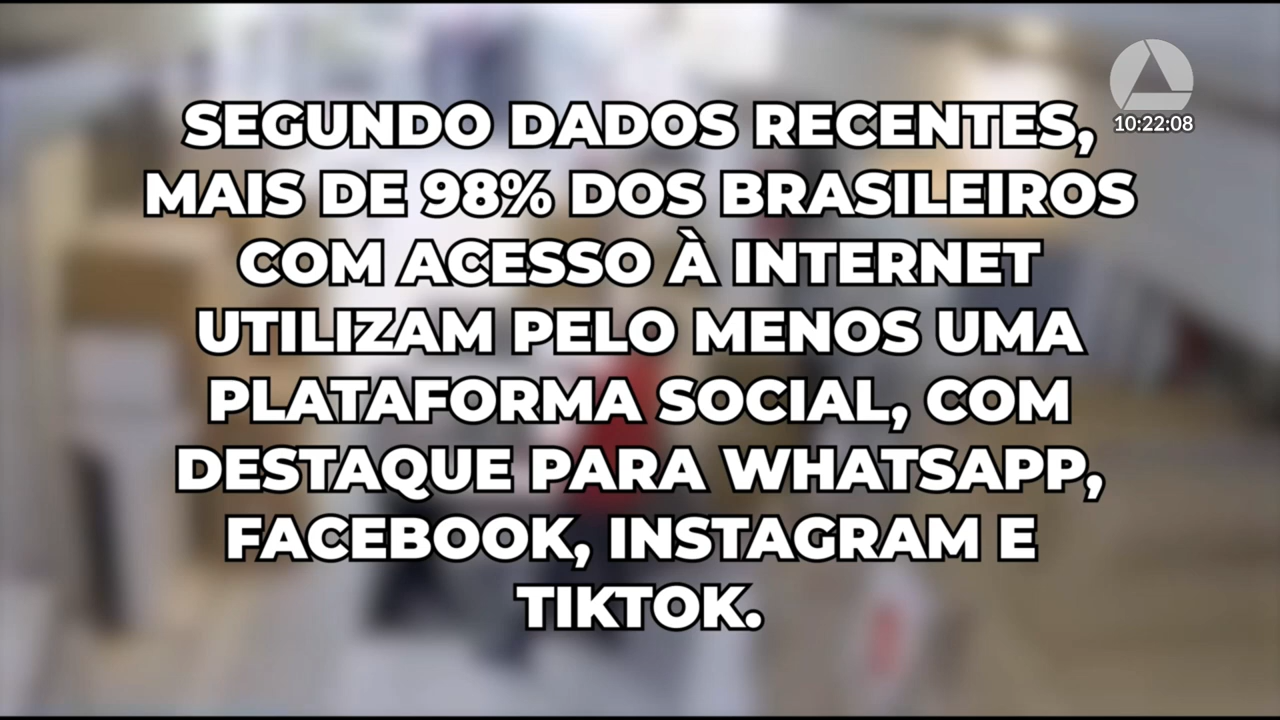 10:22:08
SEGUNDO DADOS RECENTES,
MAIS DE 98% DOS BRASILEIROS
COM ACESSO À INTERNET
UTILIZAM PELO MENOS UMA
PLATAFORMA SOCIAL, COM
DESTAQUE PARA WHATSAPP,
FACEBOOK, INSTAGRAM E
TIKTOK.